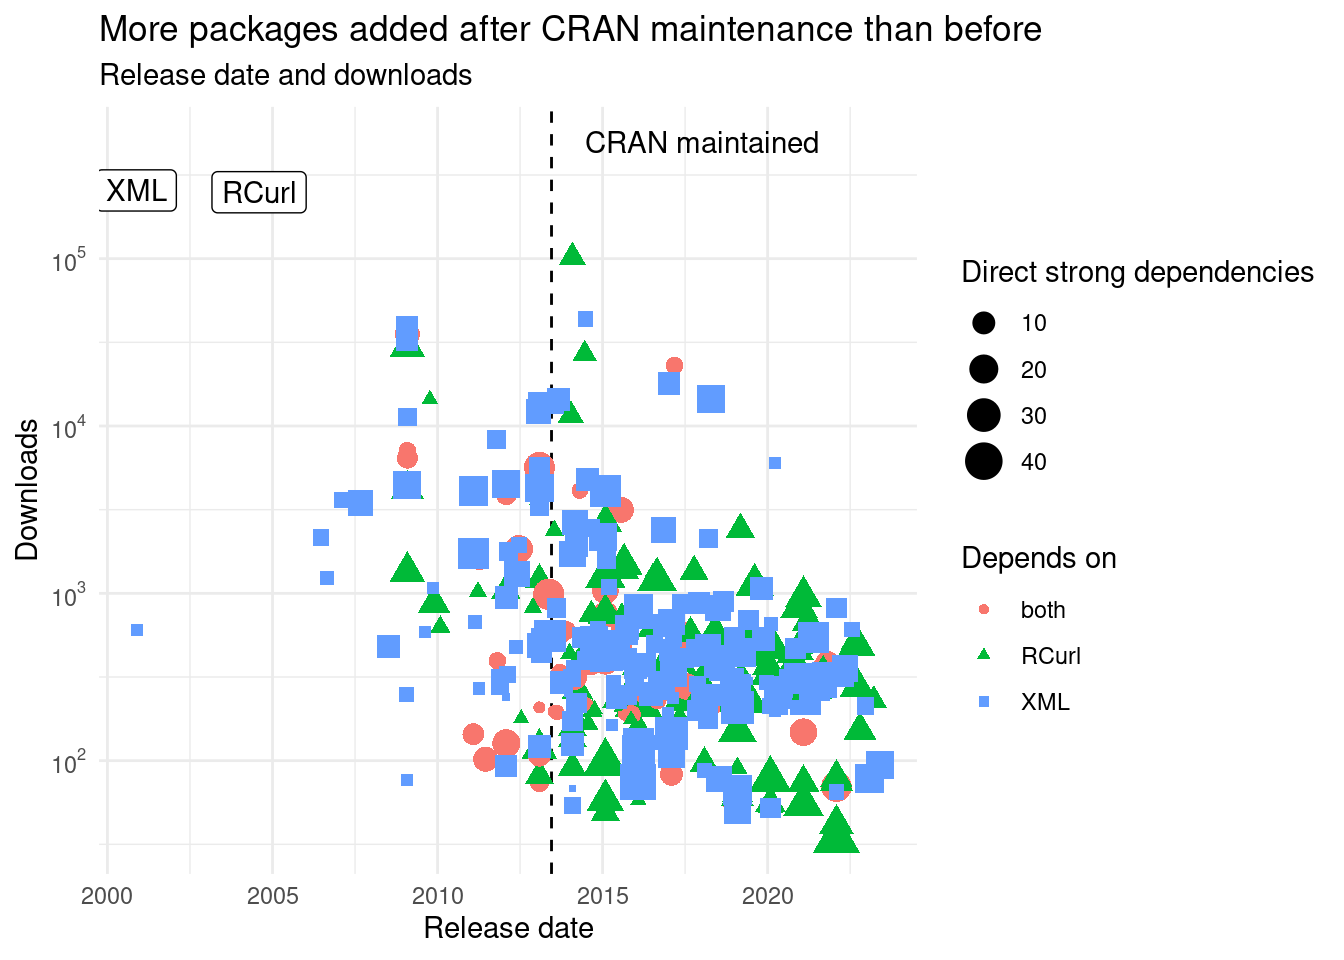 More packages added after CRAN maintenance than before
Release date and downloads
CRAN maintained
XML
RCurl
10^5
10^4
10^3
10^2
Downloads
2000
2005
2010
2015
2020
Release date
Direct strong dependencies
10
20
30
40
Depends on
both
RCurl
XML